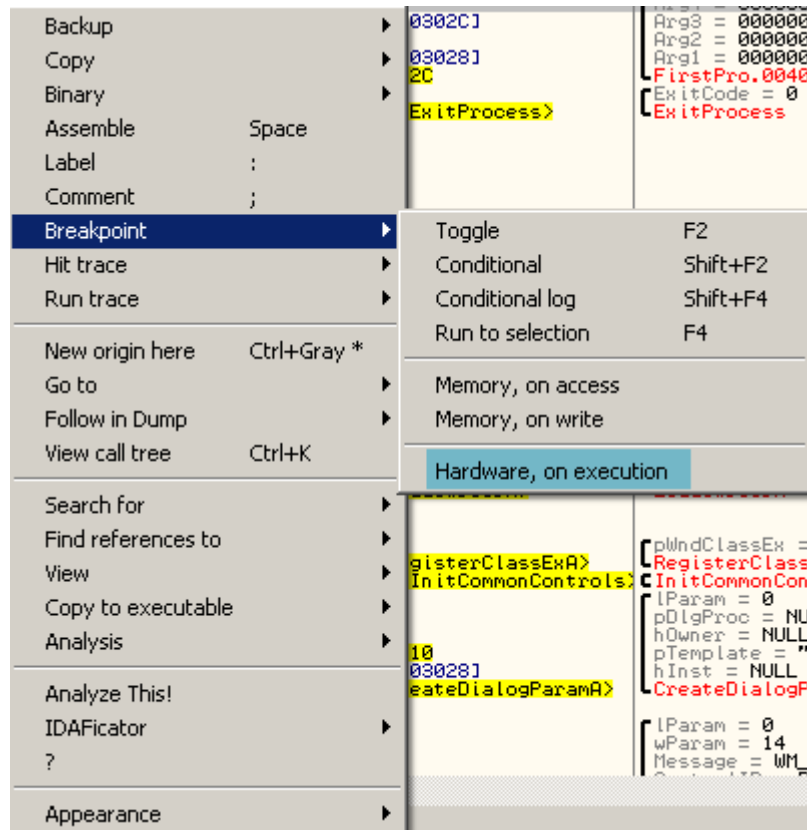 Backup
Copy
Binary
Assemble Space
Label :
Comment ;
Breakpoint
Hit trace
Run trace
New origin here Ctrl+Gray *
Go to
Follow in Dump
View call tree Ctrl+K
Search for
Find references to
View
Copy to executable
Analysis
Analyze This!
IDAFicator
?
Appearance
Toggle F2
Conditional Shift+F2
Conditional log Shift+F4
Run to selection F4
Memory, on access
Memory, on write
Hardware, on execution
0302C]
03028]
2C
ExitProcess>
gisterClassExA>
InitCommonControls>
10
03028]
eateDialogParamA>
Arg3 = 000000
Arg2 = 000000
Arg1 = 000000
FirstPro.0040
ExitCode = 0
ExitProcess
pWndClassEx =
RegisterClass
InitCommonCon
lParam = 0
pDlgProc = NU
hOwner = NULL
pTemplate = "
hInst = NULL
CreateDialogP
lParam = 0
wParam = 14
Message = WM_